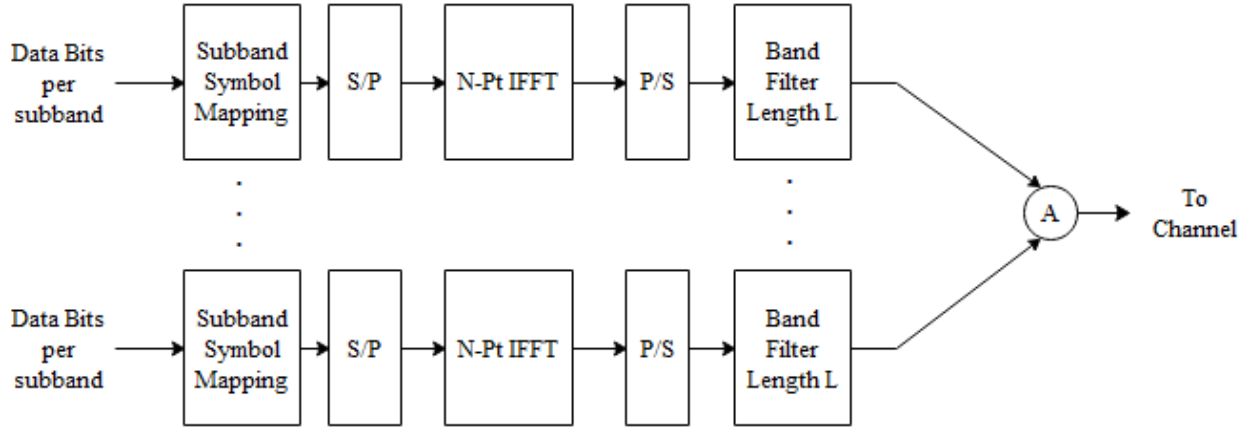 Data Bits
per
subband
Subband
Symbol
Mapping
S/P
N-Pt IFFT
P/S
Band
Filter
Length L
A
To
Channel
Data Bits
per
subband
Subband
Symbol
Mapping
S/P
N-Pt IFFT
P/S
Band
Filter
Length L